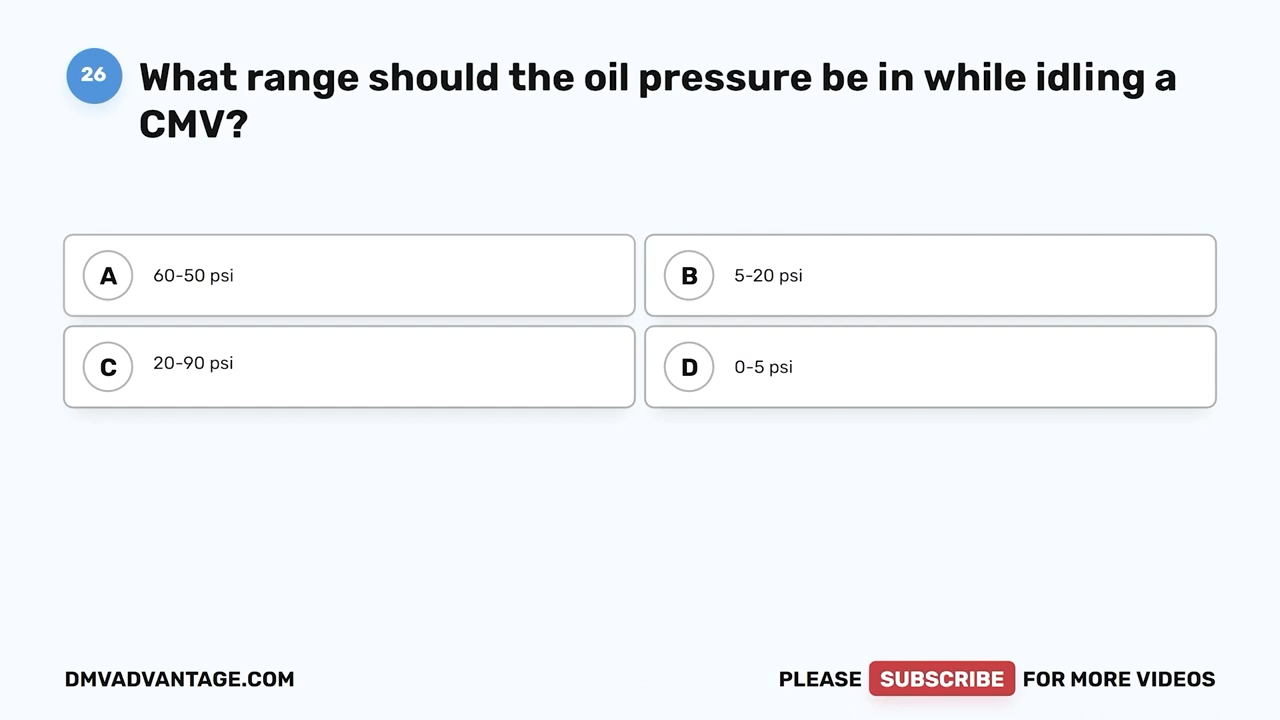 26
What range should the oil pressure be in while idling a
CMV?
A 60-50 psi
B 5-20 psi
C 20-90 psi
D 0-5 psi
DMVADVANTAGE.COM
PLEASE SUBSCRIBE FOR MORE VIDEOS